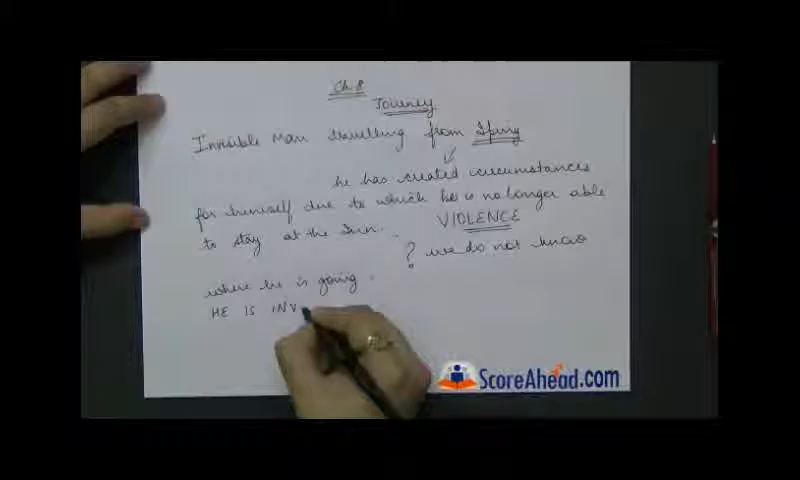 Ch. 8
Journey
Invisible Man travelling from Iping
he has created circumstances
for himself due to which he is no longer able
to stay at the Inn.
VIOLENCE
? we do not know
where he is going.
HE IS INV
ScoreAhead.com